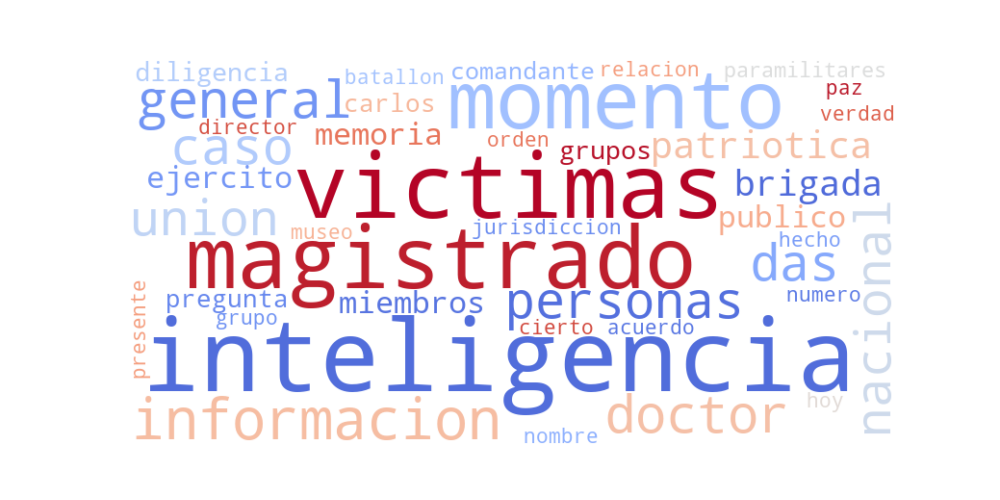 diligencia
batallon
comandante
relacion
paramilitares
general
carlos
momento
paz
verdad
director
memoria
orden
grupos
patriotica
caso
ejercito
victimas
brigada
union
museo
jurisdiccion
publico
hecho
magistrado
das
nacional
presente
pregunta
miembros
personas
numero
grupo
cierto
acuerdo
inteligencia
informacion
nombre
doctor
hoy